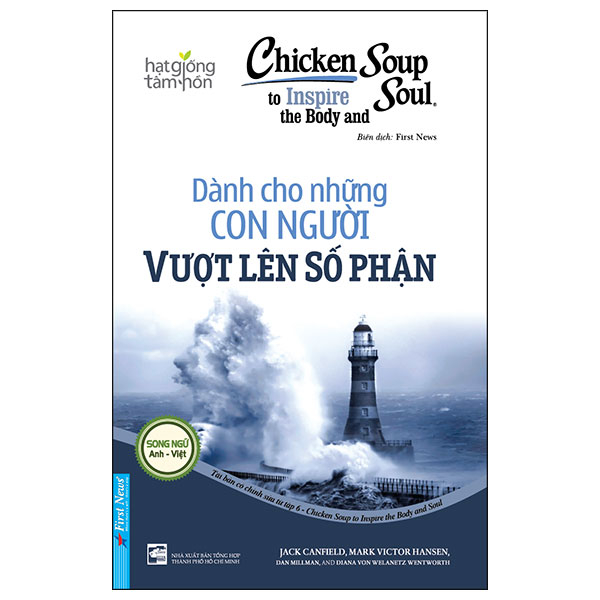 hạt giống
tâm hồn
Chicken Soup
to Inspire
the Body and
Soul®
Biên dịch: First News
Dành cho những
CON NGƯỜI
VƯỢT LÊN SỐ PHẬN
SONG NGỮ
Anh - Việt
Tái bản có chỉnh sửa từ tập 6 - Chicken Soup to Inspire the Body and Soul
First News
NHÀ XUẤT BẢN TỔNG HỢP
THÀNH PHỐ HỒ CHÍ MINH
JACK CANFIELD, MARK VICTOR HANSEN,
DAN MILLMAN, AND DIANA VON WELANETZ WENTWORTH